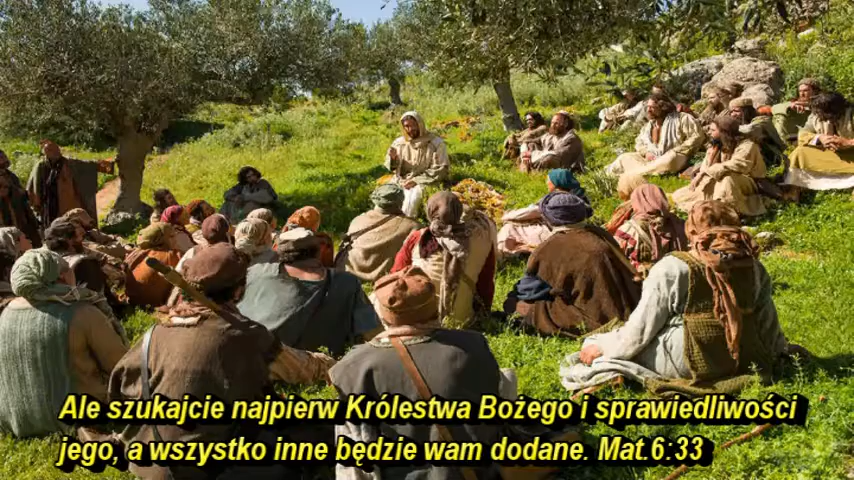 Ale szukajcie najpierw Królestwa Bożego i sprawiedliwości
jego, a wszystko inne będzie wam dodane. Mat.6:33